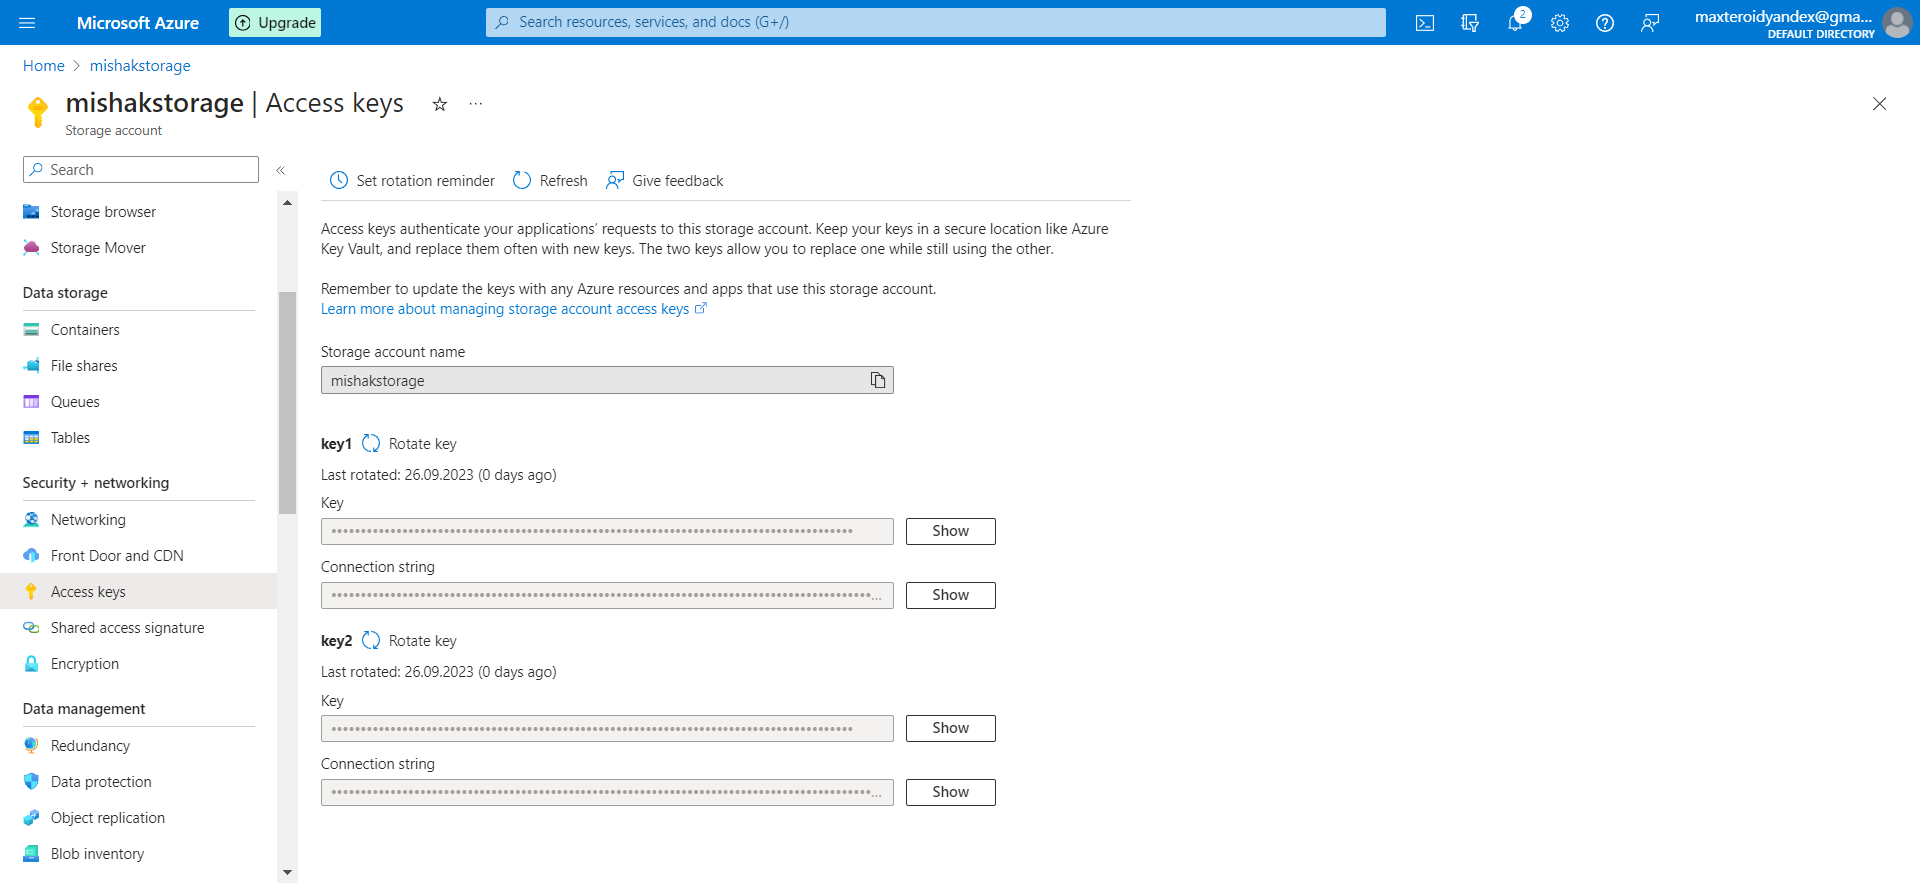 Microsoft Azure
Upgrade
Search resources, services, and docs (G+/)
2
maxteroidyandex@gma...
DEFAULT DIRECTORY
Home > mishakstorage
mishakstorage | Access keys
Storage account
Search
Storage browser
Storage Mover
Data storage
Containers
File shares
Queues
Tables
Security + networking
Networking
Front Door and CDN
Access keys
Shared access signature
Encryption
Data management
Redundancy
Data protection
Object replication
Blob inventory
Set rotation reminder Refresh Give feedback
Access keys authenticate your applications’ requests to this storage account. Keep your keys in a secure location like Azure
Key Vault, and replace them often with new keys. The two keys allow you to replace one while still using the other.
Remember to update the keys with any Azure resources and apps that use this storage account.
Learn more about managing storage account access keys
Storage account name
mishakstorage
key1 Rotate key
Last rotated: 26.09.2023 (0 days ago)
Key
Show
Connection string
Show
key2 Rotate key
Last rotated: 26.09.2023 (0 days ago)
Key
Show
Connection string
Show